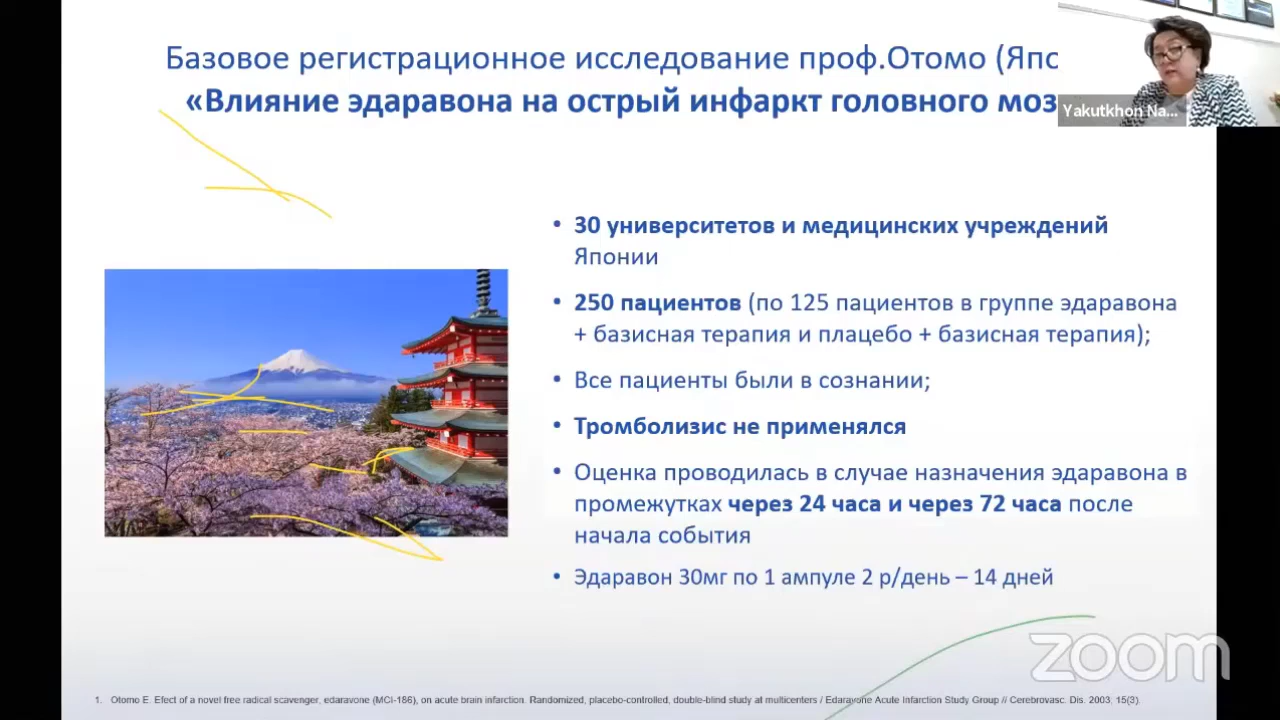 Базовое регистрационное исследование проф.Отомо (Япо
«Влияние эдаравона на острый инфаркт головного моз
Yakutkhon Na...
• 30 университетов и медицинских учреждений
Японии
• 250 пациентов (по 125 пациентов в группе эдаравона
+ базисная терапия и плацебо + базисная терапия);
• Все пациенты были в сознании;
• Тромболизис не применялся
• Оценка проводилась в случае назначения эдаравона в
промежутках через 24 часа и через 72 часа после
начала события
• Эдаравон 30мг по 1 ампуле 2 р/день – 14 дней
zoom
1. Otomo E. Efect of a novel free radical scavenger, edaravone (MCI-186), on acute brain infarction. Randomized, placebo-controlled, double-blind study at multicenters / Edaravone Acute Infarction Study Group // Cerebrovasc. Dis. 2003; 15(3).